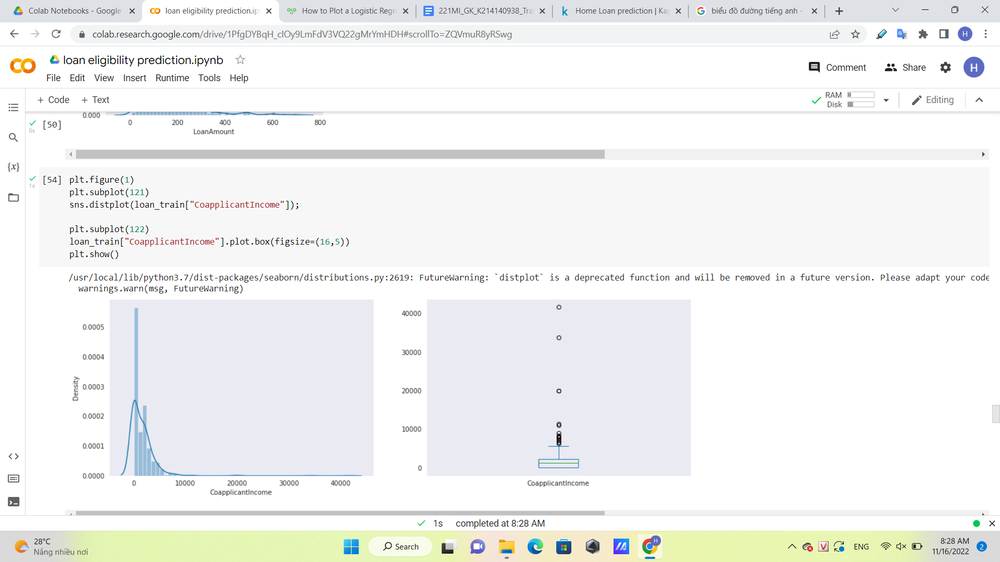 Colab Notebooks - Google
loan eligibility prediction.ip
How to Plot a Logistic Regr
221MI_GK_K214140938_Tra
Home Loan prediction | Kag
biểu đồ đường tiếng anh -
colab.research.google.com/drive/1PfgDYBqH_cIOy9LmFdV3VQ22gMrYmHDH#scrollTo=ZQVmuR8yRSwg
H
loan eligibility prediction.ipynb
File Edit View Insert Runtime Tools Help
Comment
Share
H
+ Code + Text
RAM
Disk
Editing
0.000
0 200 400 600 800
LoanAmount
[50]
0s
{x}
[54]
1s
plt.figure(1)
plt.subplot(121)
sns.distplot(loan_train["CoapplicantIncome"]);
plt.subplot(122)
loan_train["CoapplicantIncome"].plot.box(figsize=(16,5))
plt.show()
/usr/local/lib/python3.7/dist-packages/seaborn/distributions.py:2619: FutureWarning: `distplot` is a deprecated function and will be removed in a future version. Please adapt your code
warnings.warn(msg, FutureWarning)
0.0005
0.0004
0.0003
0.0002
0.0001
0.0000
Density
0 10000 20000 30000 40000
CoapplicantIncome
40000
30000
20000
10000
0
CoapplicantIncome
1s completed at 8:28 AM
28°C
Nắng nhiều nơi
Search
H
ENG
8:28 AM
11/16/2022
2